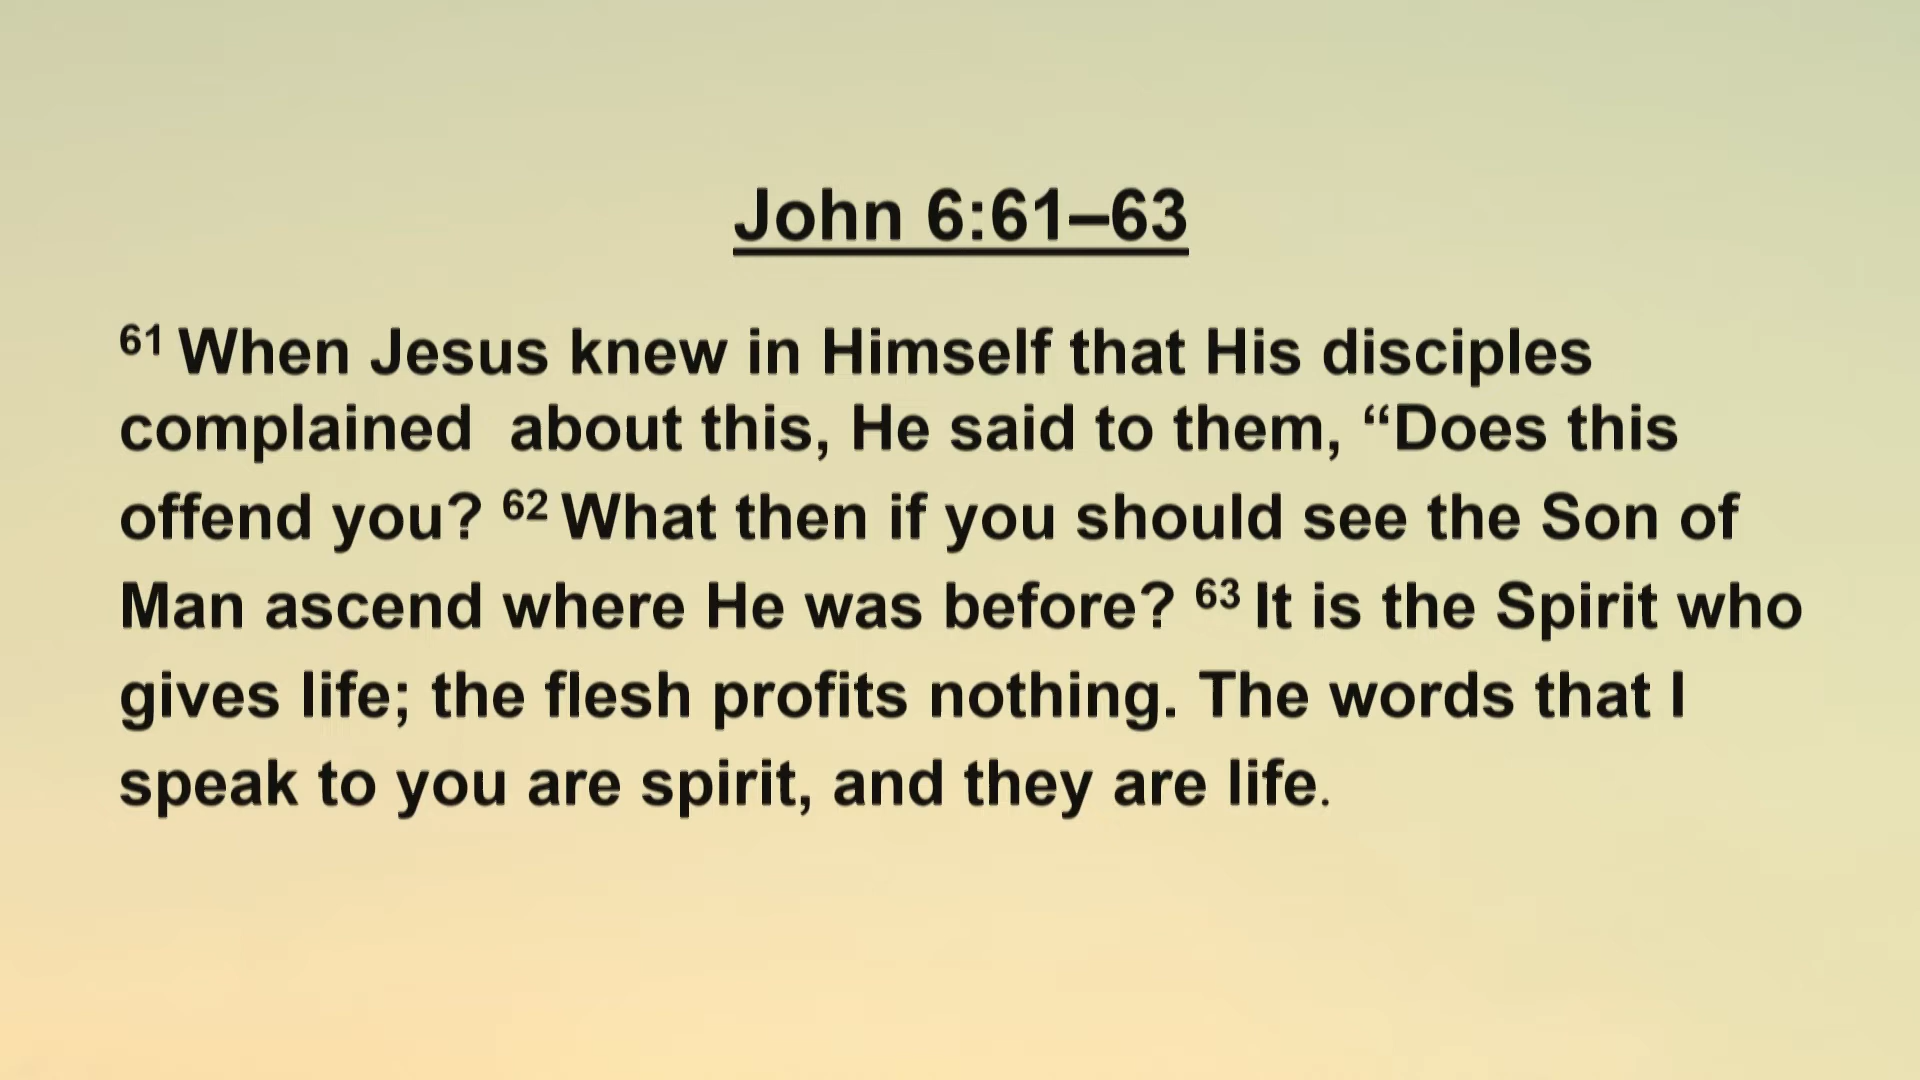 John 6:61–63
61 When Jesus knew in Himself that His disciples
complained  about this, He said to them, “Does this
offend you? 62 What then if you should see the Son of
Man ascend where He was before? 63 It is the Spirit who
gives life; the flesh profits nothing. The words that I
speak to you are spirit, and they are life.